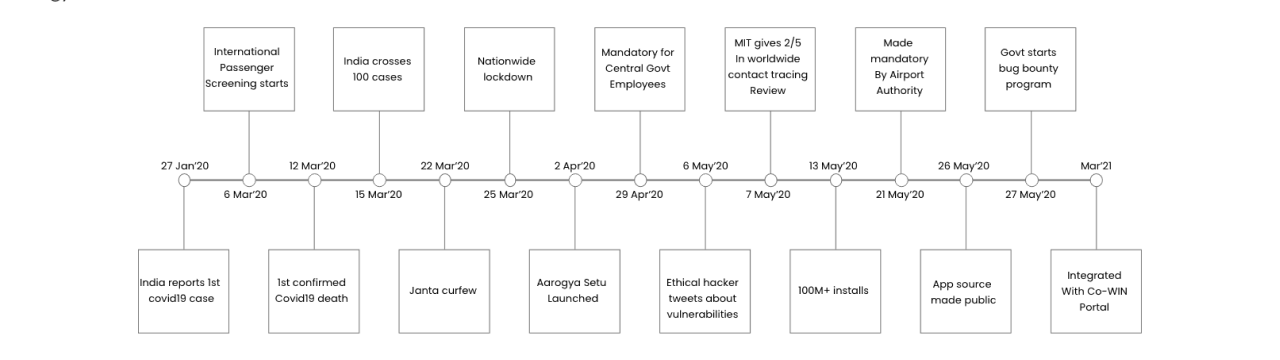 International
Passenger
Screening starts
India crosses
100 cases
Nationwide
lockdown
Mandatory for
Central Govt
Employees
MIT gives 2/5
In worldwide
contact tracing
Review
Made
mandatory
By Airport
Authority
Govt starts
bug bounty
program
27 Jan'20
12 Mar'20
22 Mar'20
2 Apr'20
6 May'20
13 May'20
26 May'20
Mar'21
6 Mar'20
15 Mar'20
25 Mar'20
29 Apr'20
7 May'20
21 May'20
27 May'20
India reports 1st
covid19 case
1st confirmed
Covid19 death
Janta curfew
Aarogya Setu
Launched
Ethical hacker
tweets about
vulnerabilities
100M+ installs
App source
made public
Integrated
With Co-WIN
Portal